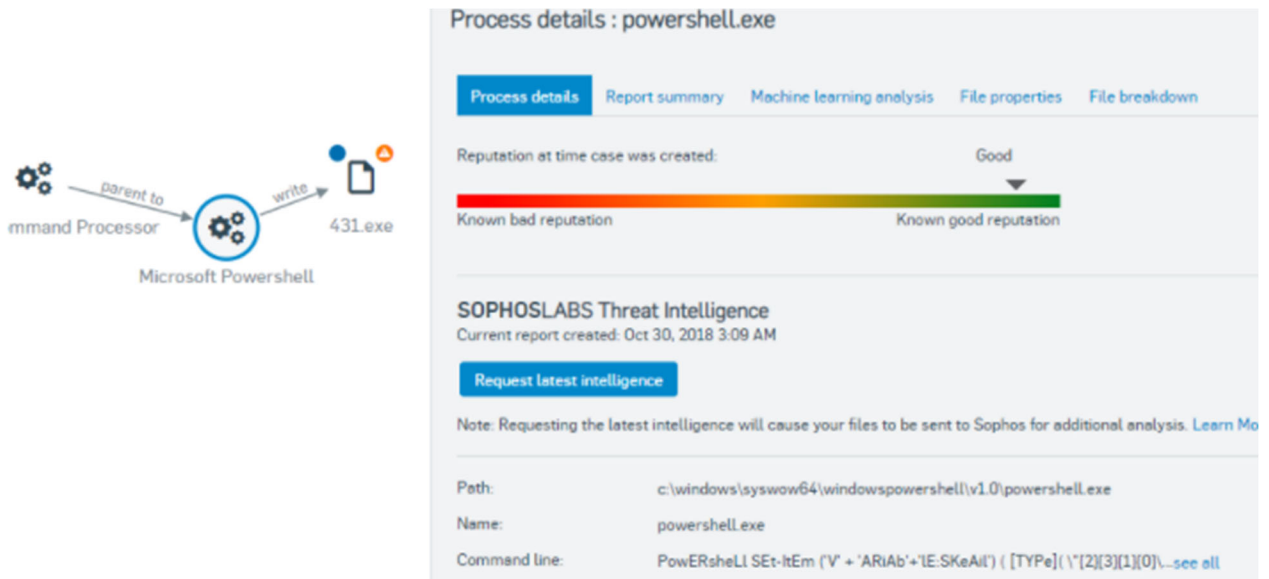 Process details : powershell.exe
Process details Report summary Machine learning analysis File properties File breakdown
Reputation at time case was created: Good
Known bad reputation Known good reputation
parent to
write
mmand Processor
431.exe
Microsoft Powershell
SOPHOSLABS Threat Intelligence
Current report created: Oct 30, 2018 3:09 AM
Request latest intelligence
Note: Requesting the latest intelligence will cause your files to be sent to Sophos for additional analysis. Learn Mo
Path: c:\windows\syswow64\windowspowershell\v1.0\powershell.exe
Name: powershell.exe
Command line: PowERsheLl SEt-ItEm ('V' + 'ARiAb'+'lE:SKeAil') ( [TYPe]( \"[2][3][1][0]\...see all